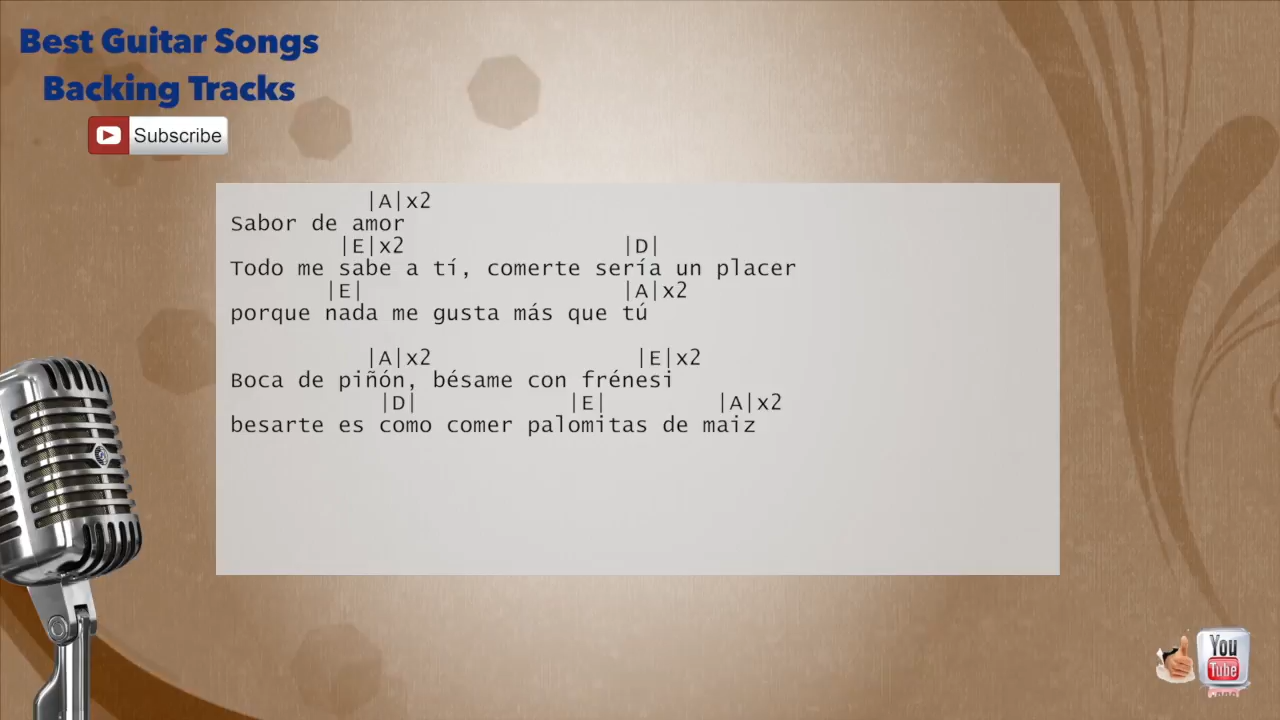 Best Guitar Songs
Backing Tracks
Subscribe
|A|x2
Sabor de amor
|E|x2 |D|
Todo me sabe a tí, comerte sería un placer
|E| |A|x2
porque nada me gusta más que tú
|A|x2 |E|x2
Boca de piñón, bésame con frénesi
|D| |E| |A|x2
besarte es como comer palomitas de maiz
You
Tube